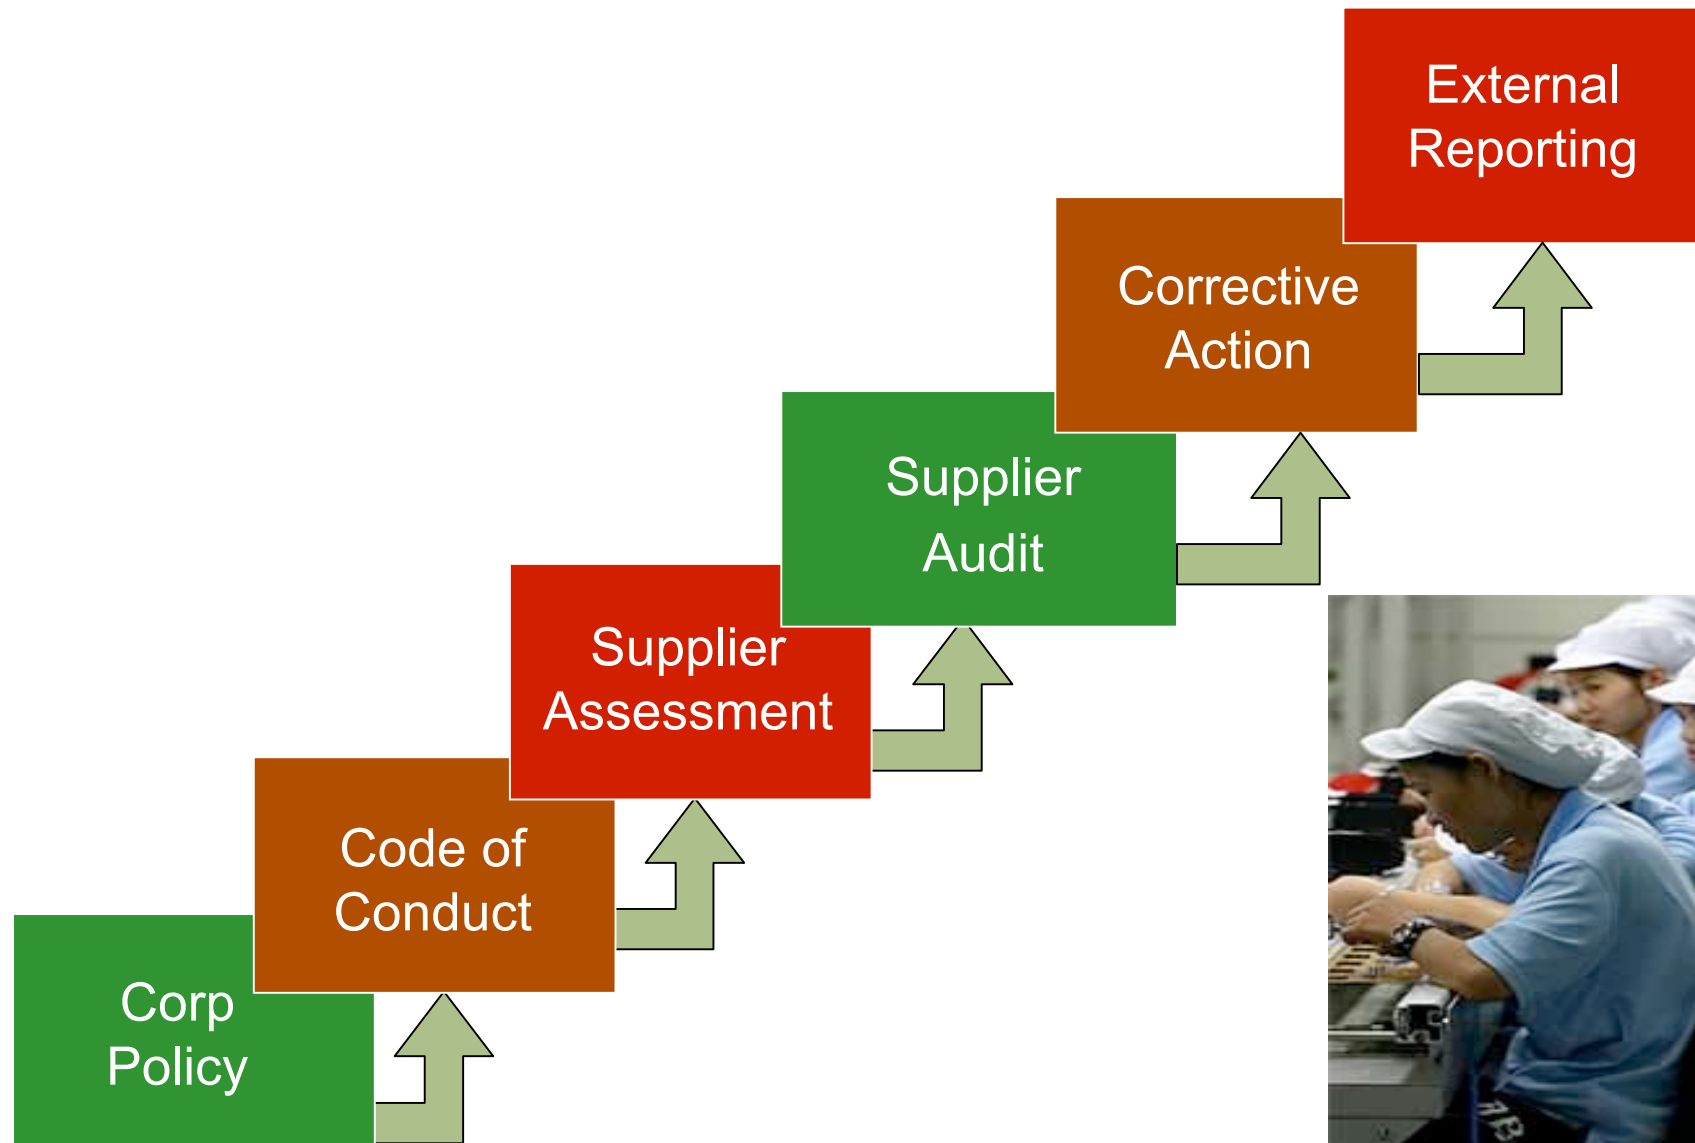 External
Reporting
Corrective
Action
Supplier
Audit
Supplier
Assessment
Code of
Conduct
Corp
Policy